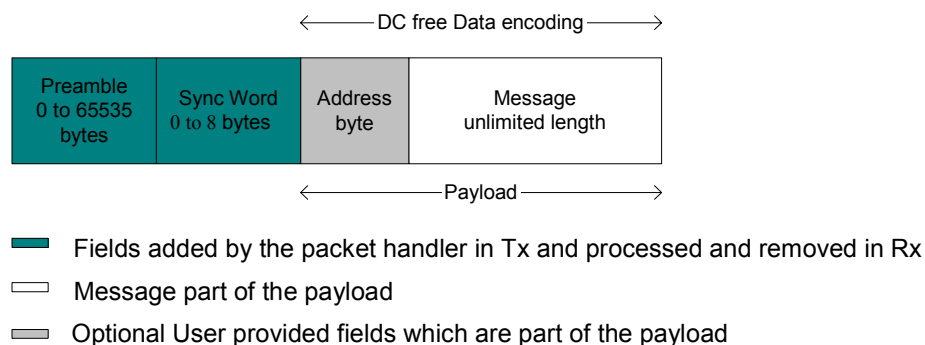 DC free Data encoding
Preamble
0 to 65535
bytes
Sync Word
0 to 8 bytes
Address
byte
Message
unlimited length
Payload
Fields added by the packet handler in Tx and processed and removed in Rx
Message part of the payload
Optional User provided fields which are part of the payload